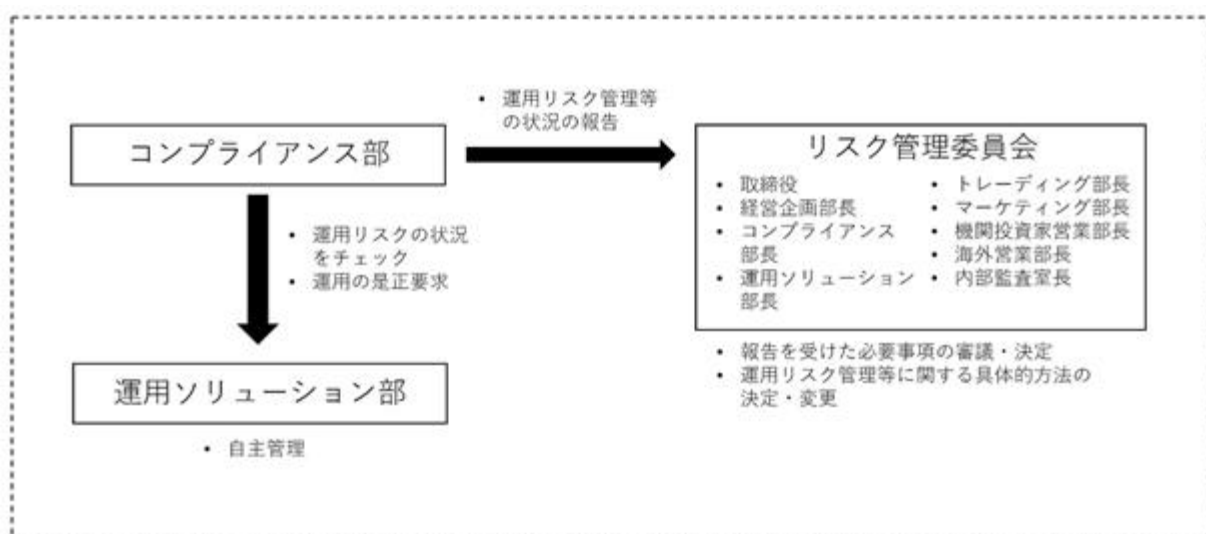 • 運用リスク管理等
の状況の報告
コンプライアンス部
リスク管理委員会
• 取締役
• 経営企画部長
• コンプライアンス
部長
• 運用ソリューション
部長
• トレーディング部長
• マーケティング部長
• 機関投資家営業部長
• 海外営業部長
• 内部監査室長
• 運用リスクの状況
をチェック
• 運用の是正要求
• 報告を受けた必要事項の審議・決定
• 運用リスク管理等に関する具体的方法の
決定・変更
運用ソリューション部
• 自主管理